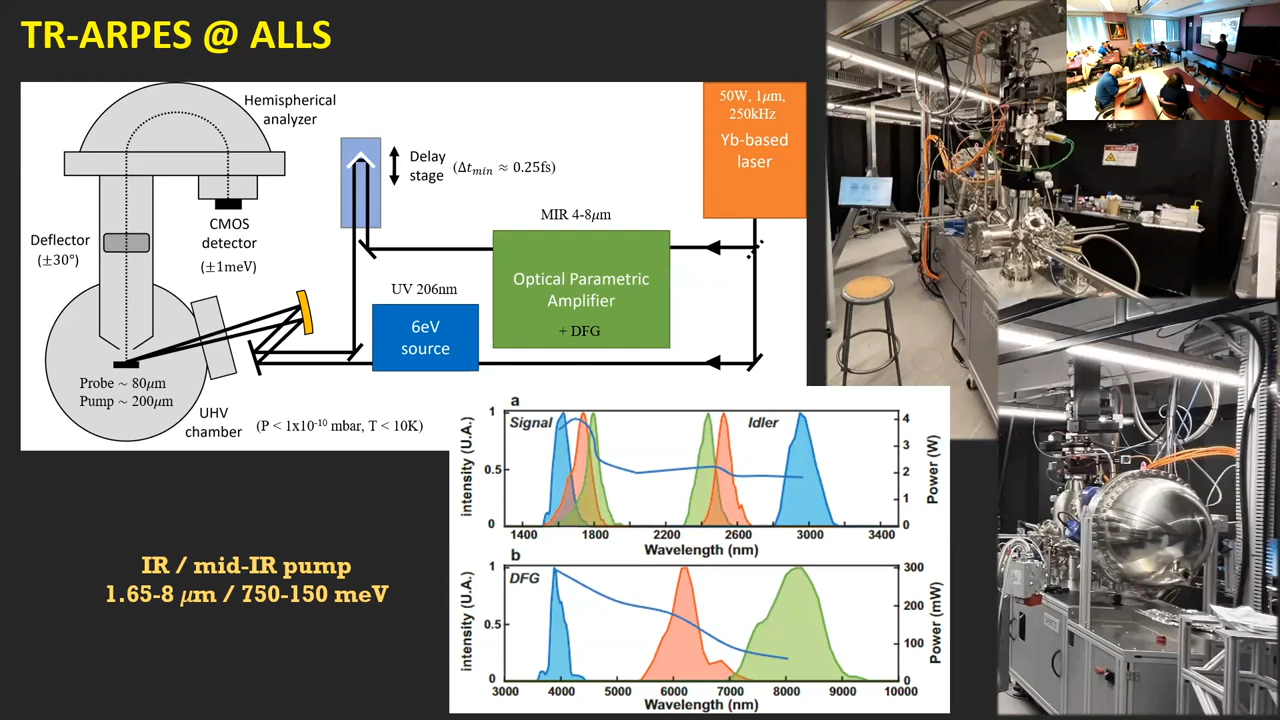 TR-ARPES @ ALLS
Hemispherical
analyzer
Delay
stage
(Δt_min ≈ 0.25fs)
50W, 1μm,
250kHz
Yb-based
laser
CMOS
detector
(±1meV)
Deflector
(±30°)
MIR 4-8μm
Optical Parametric
Amplifier
+ DFG
UV 206nm
6eV
source
Probe ~ 80μm
Pump ~ 200μm
UHV
chamber
(P < 1x10⁻¹⁰ mbar, T < 10K)
IR / mid-IR pump
1.65-8 μm / 750-150 meV
a
Signal
Idler
intensity (U.A.)
1
0.5
0
4
3
2
1
0
Power (W)
1400 1800 2200 2600 3000 3400
Wavelength (nm)
b
DFG
intensity (U.A.)
1
0.5
0
300
200
100
0
Power (mW)
3000 4000 5000 6000 7000 8000 9000 10000
Wavelength (nm)